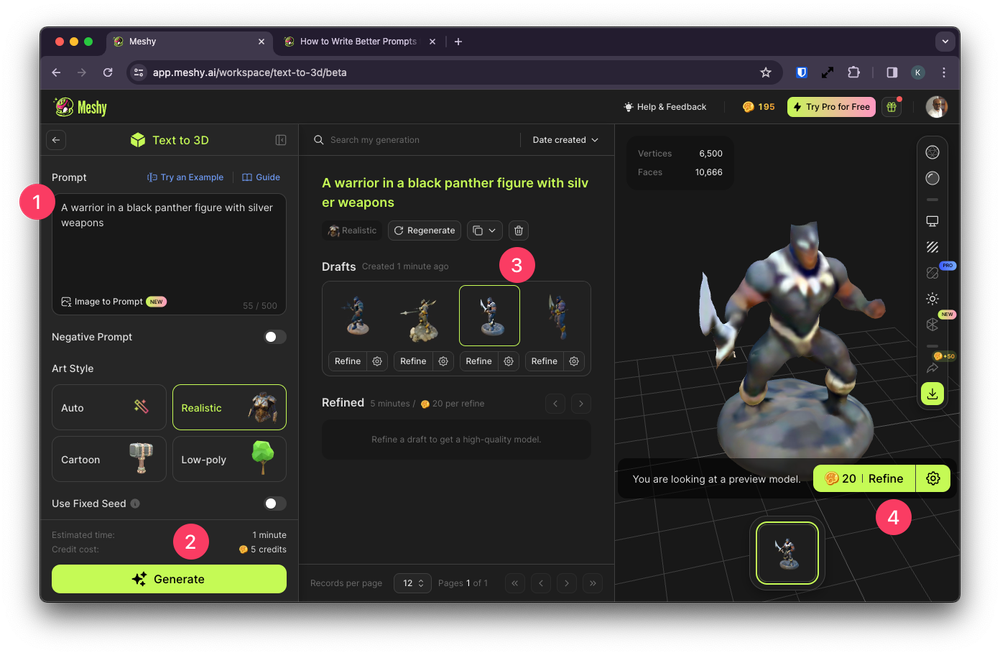 Meshy
How to Write Better Prompts
app.meshy.ai/workspace/text-to-3d/beta
K
Meshy
Help & Feedback
195
Try Pro for Free
Text to 3D
Search my generation
Date created
Vertices 6,500
Faces 10,666
Prompt
Try an Example
Guide
1
A warrior in a black panther figure with silver
weapons
Image to Prompt NEW
55 / 500
Negative Prompt
Art Style
Auto
Realistic
Cartoon
Low-poly
Use Fixed Seed
Estimated time: 1 minute
Credit cost: 5 credits
2
Generate
A warrior in a black panther figure with silv
er weapons
Realistic
Regenerate
3
Drafts Created 1 minute ago
Refine Refine Refine Refine
Refined 5 minutes / 20 per refine
Refine a draft to get a high-quality model.
Records per page 12 Pages 1 of 1
PRO
NEW
+50
You are looking at a preview model.
20 Refine
4